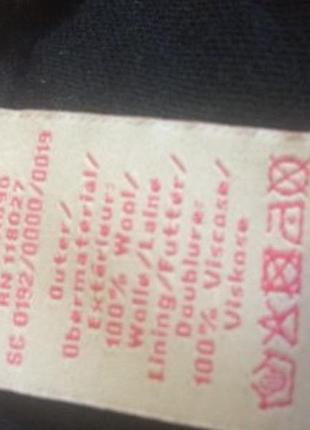 RN 118027
SC 0192/0000/0019
Outer/
Obermaterial/
Extérieur:
100% Wool/
Wolle/Laine
Lining/Futter/
Doublure:
100% Viscose/
Viskose